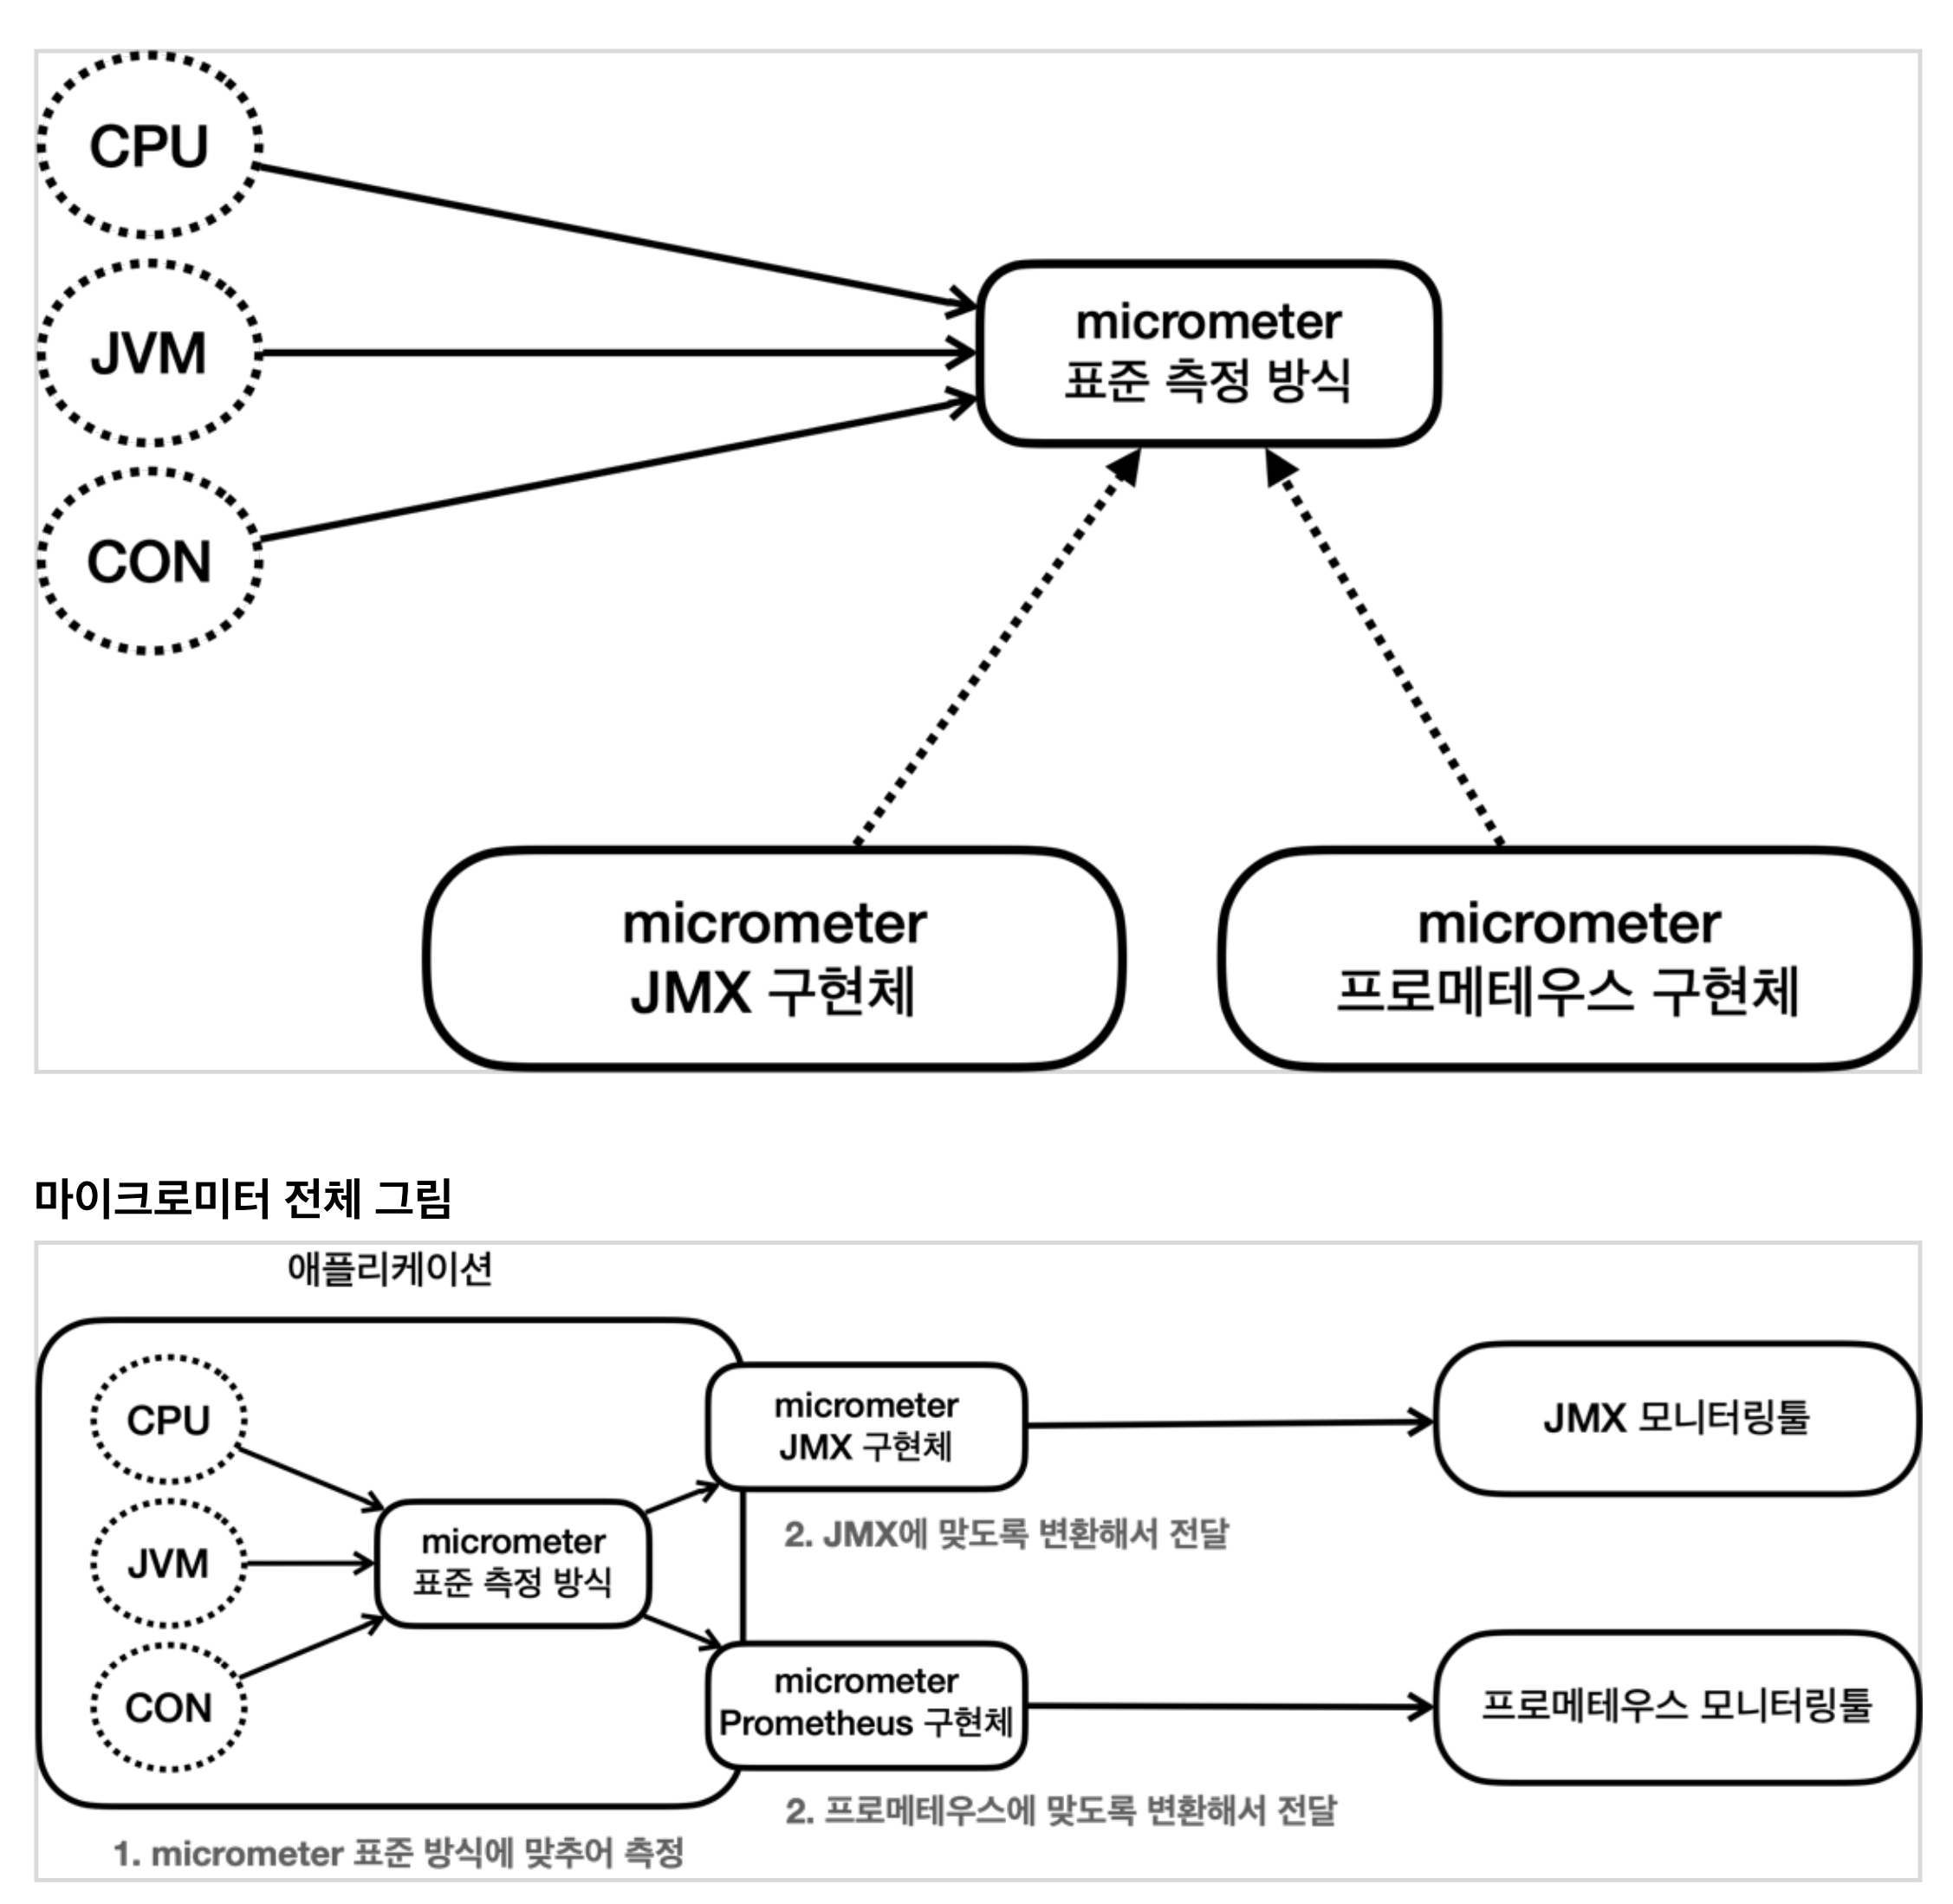 CPU
JVM
CON
micrometer
표준 측정 방식
micrometer
JMX 구현체
micrometer
프로메테우스 구현체
마이크로미터 전체 그림
애플리케이션
CPU
JVM
CON
micrometer
표준 측정 방식
micrometer
JMX 구현체
JMX 모니터링툴
2. JMX에 맞도록 변환해서 전달
micrometer
Prometheus 구현체
프로메테우스 모니터링툴
2. 프로메테우스에 맞도록 변환해서 전달
1. micrometer 표준 방식에 맞추어 측정